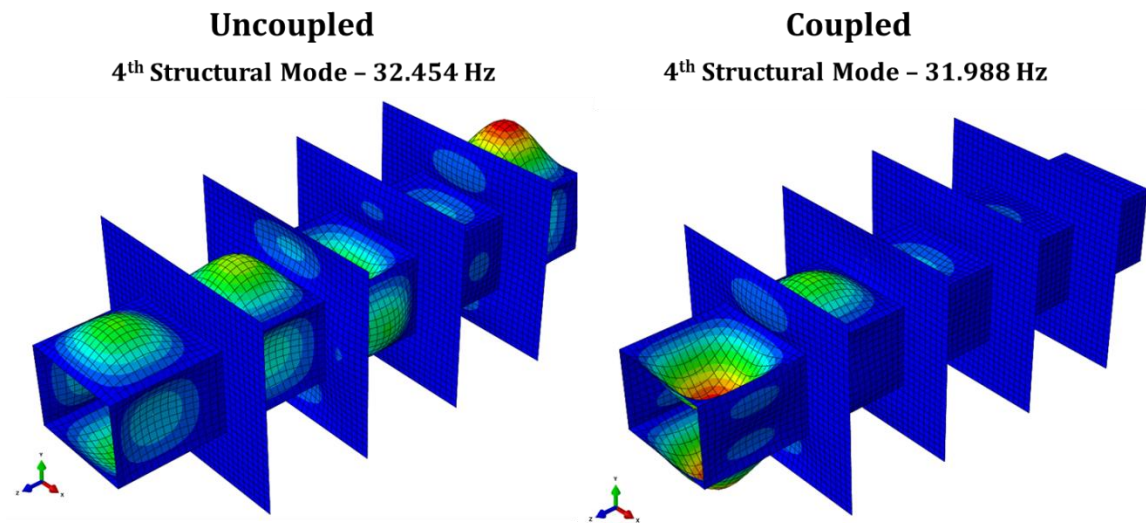 Uncoupled
4th Structural Mode – 32.454 Hz
Coupled
4th Structural Mode – 31.988 Hz
Y
Z
X
Y
Z
X